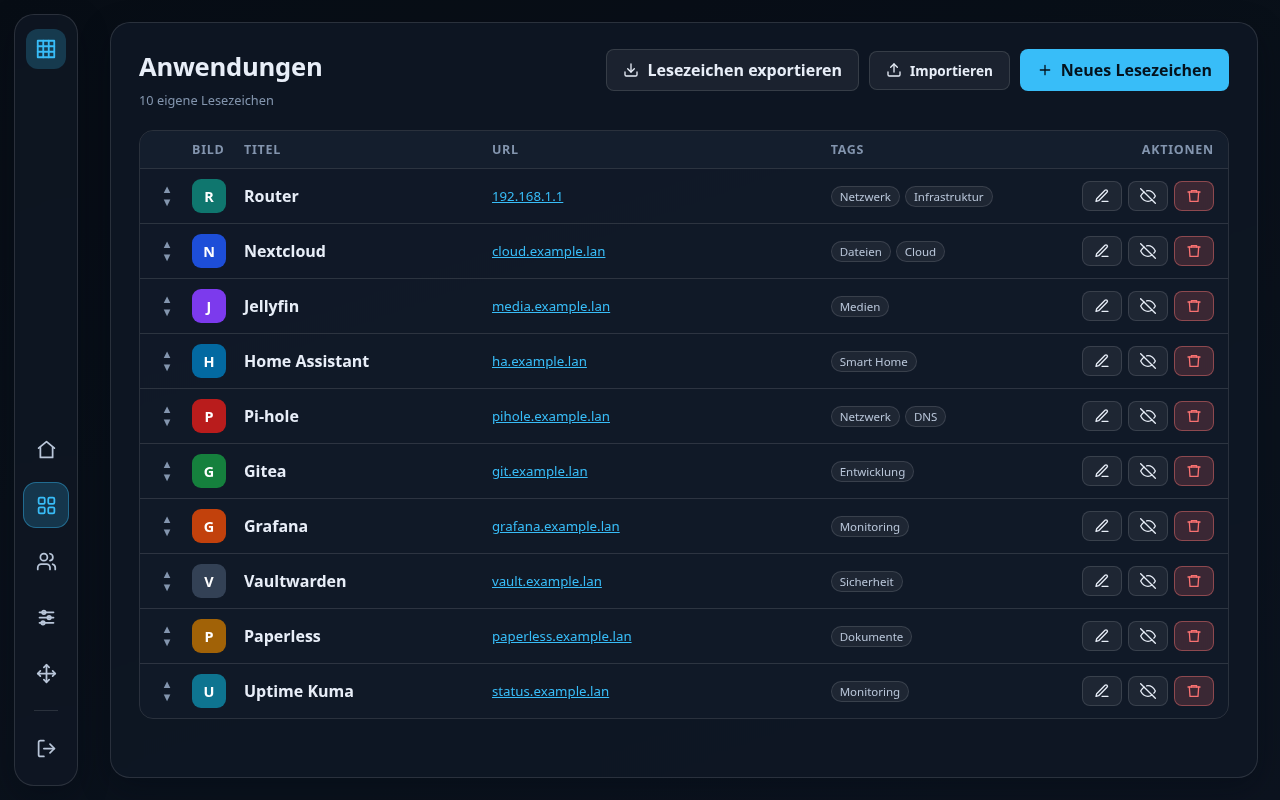 Anwendungen
10 eigene Lesezeichen
Lesezeichen exportieren
Importieren
Neues Lesezeichen
BILD TITEL URL TAGS AKTIONEN
R Router 192.168.1.1 Netzwerk Infrastruktur
N Nextcloud cloud.example.lan Dateien Cloud
J Jellyfin media.example.lan Medien
H Home Assistant ha.example.lan Smart Home
P Pi-hole pihole.example.lan Netzwerk DNS
G Gitea git.example.lan Entwicklung
G Grafana grafana.example.lan Monitoring
V Vaultwarden vault.example.lan Sicherheit
P Paperless paperless.example.lan Dokumente
U Uptime Kuma status.example.lan Monitoring